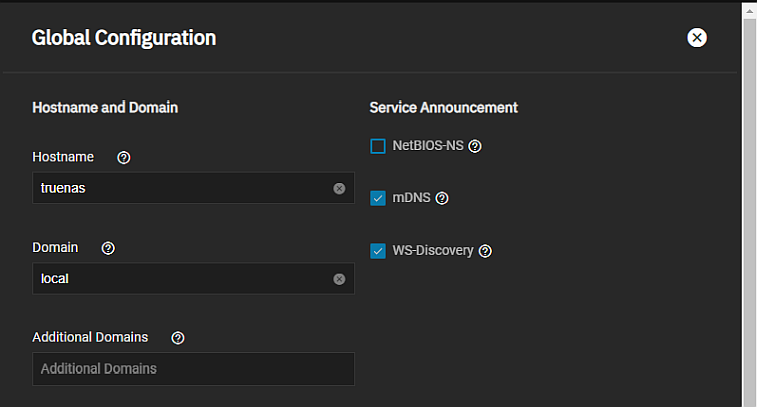 Global Configuration
Hostname and Domain
Hostname
truenas
Domain
local
Additional Domains
Additional Domains
Service Announcement
NetBIOS-NS
mDNS
WS-Discovery